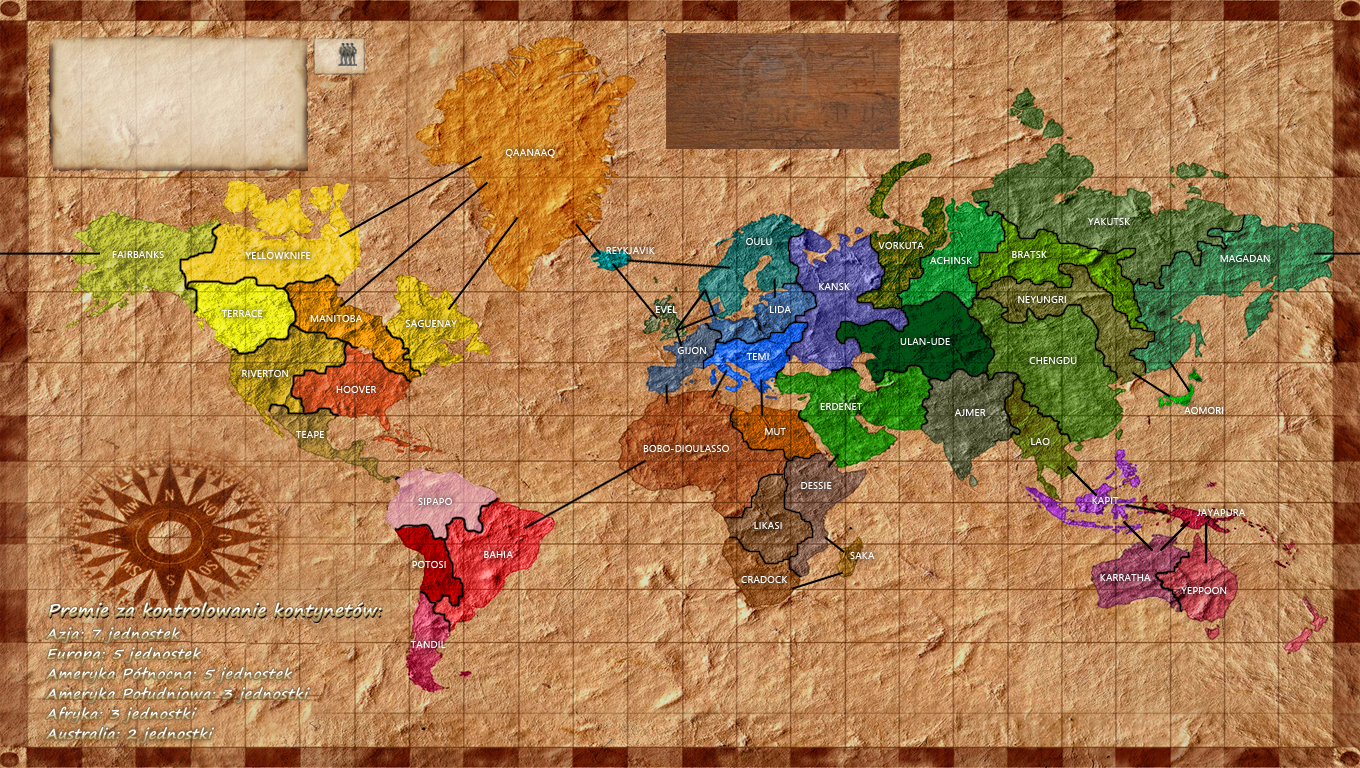 QAANAAQ
YAKUTSK
OULU
VORKUTA
REYKJAVIK
FAIRBANKS
YELLOWKNIFE
ACHINSK
BRATSK
MAGADAN
KANSK
NEYUNGRI
TERRACE
MANITOBA
SAGUENAY
EVEL
LIDA
ULAN-UDE
GIJON
TEMI
CHENGDU
RIVERTON
HOOVER
ERDENET
AJMER
AOMORI
TEAPE
MUT
LAO
BOBO-DIOULASSO
DESSIE
SIPAPO
KAPIT
JAYAPURA
LIKASI
BAHIA
SAKA
POTOSI
CRADOCK
KARRATHA
YEPPOON
TANDIL
N
NO
O
SO
S
Premie za kontrolowanie kontynetów:
Azja: 7 jednostek
Europa: 5 jednostek
Ameryka Północna: 5 jednostek
Ameryka Południowa: 3 jednostki
Afryka: 3 jednostki
Australia: 2 jednostki